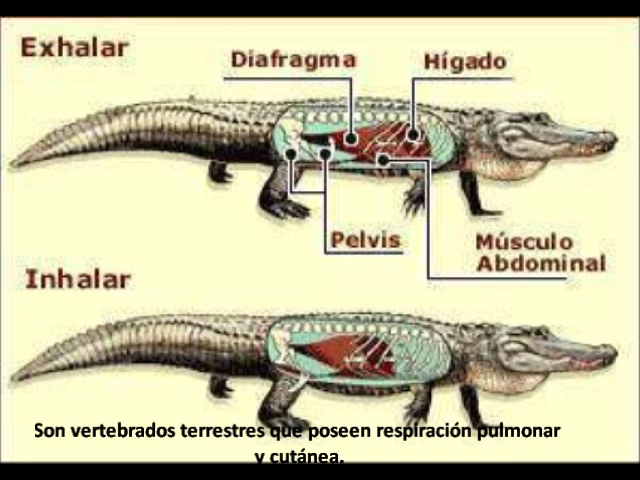 Exhalar
Diafragma
Hígado
Pelvis
Músculo
Abdominal
Inhalar
Son vertebrados terrestres que poseen respiración pulmonar
y cutánea.